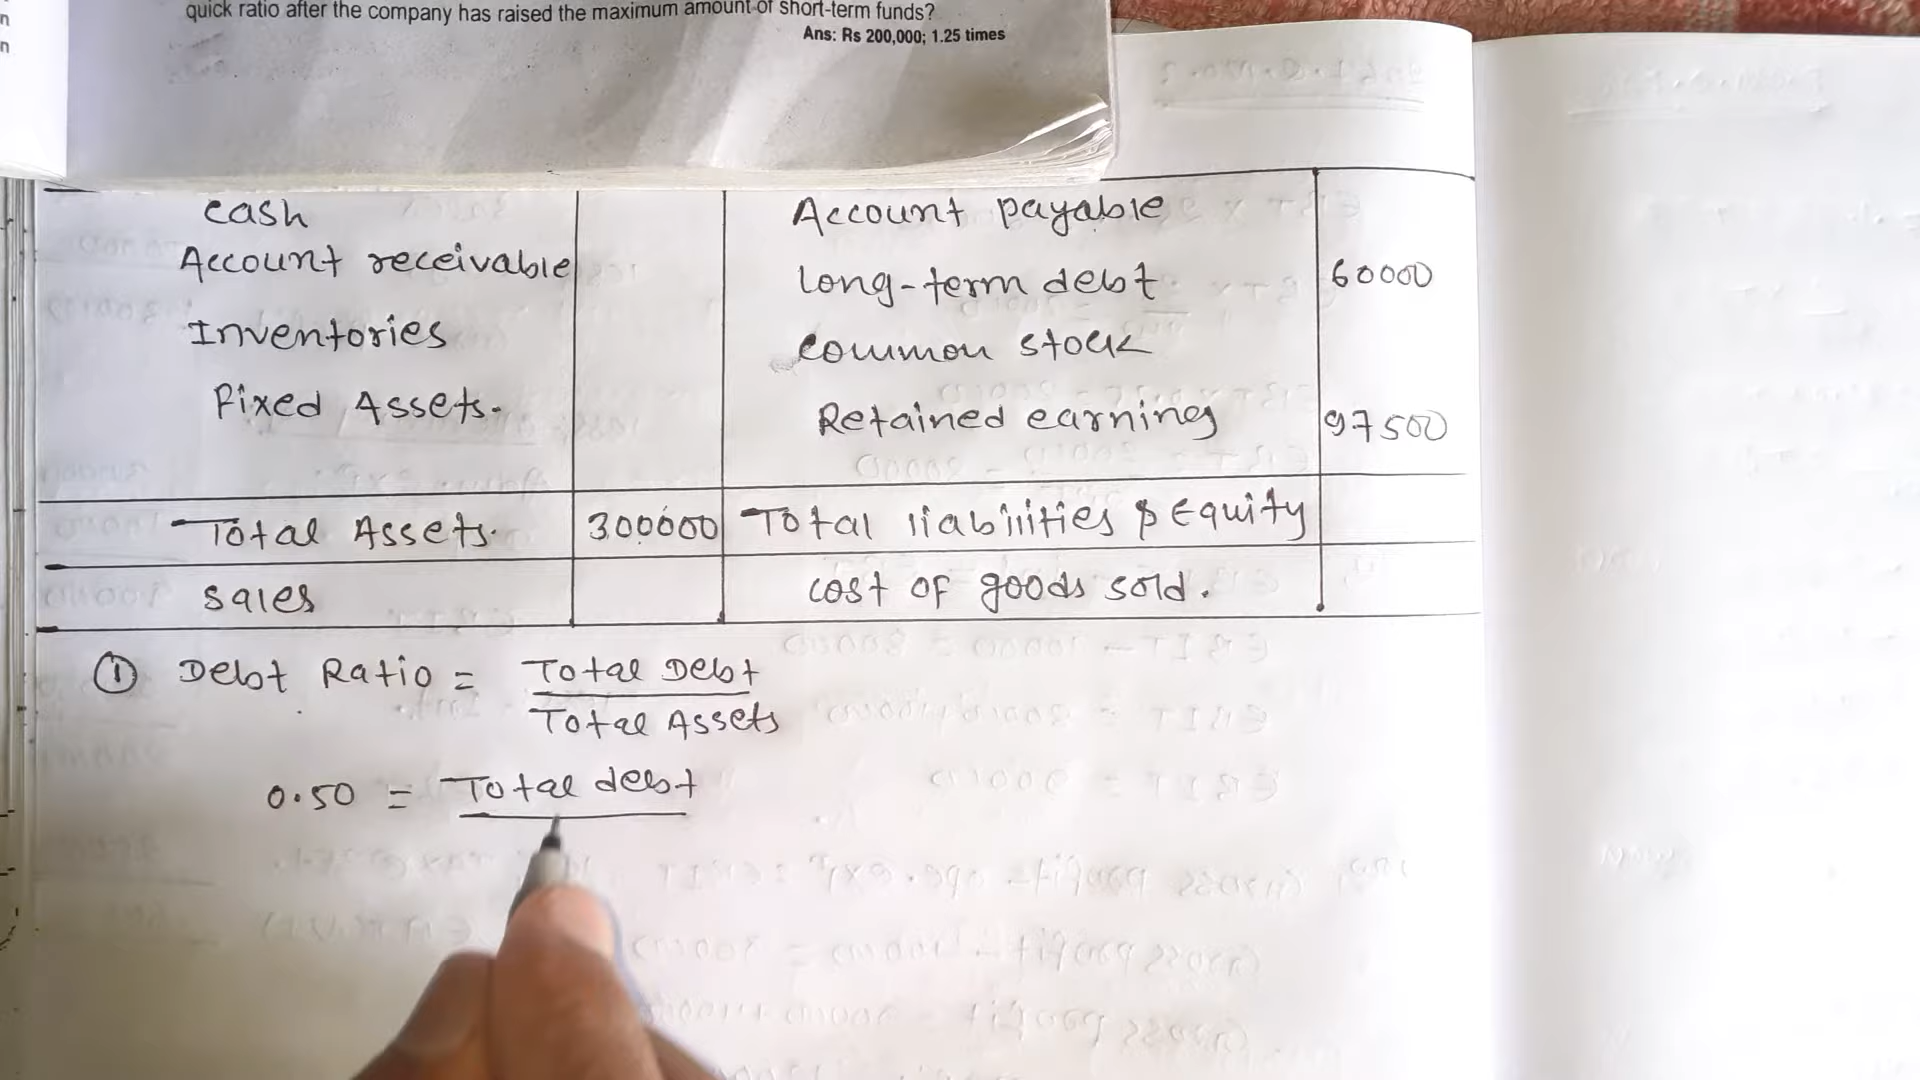 quick ratio after the company has raised the maximum amount of short-term funds?
Ans: Rs 200,000; 1.25 times
cash
Account payable
Account receivable
long-term debt 60000
Inventories
common stock
Fixed Assets.
Retained earning 97500
Total Assets. 300000 Total liabilities & Equity
sales
cost of goods sold.
① Debt Ratio = Total Debt
Total Assets
0.50 = Total debt